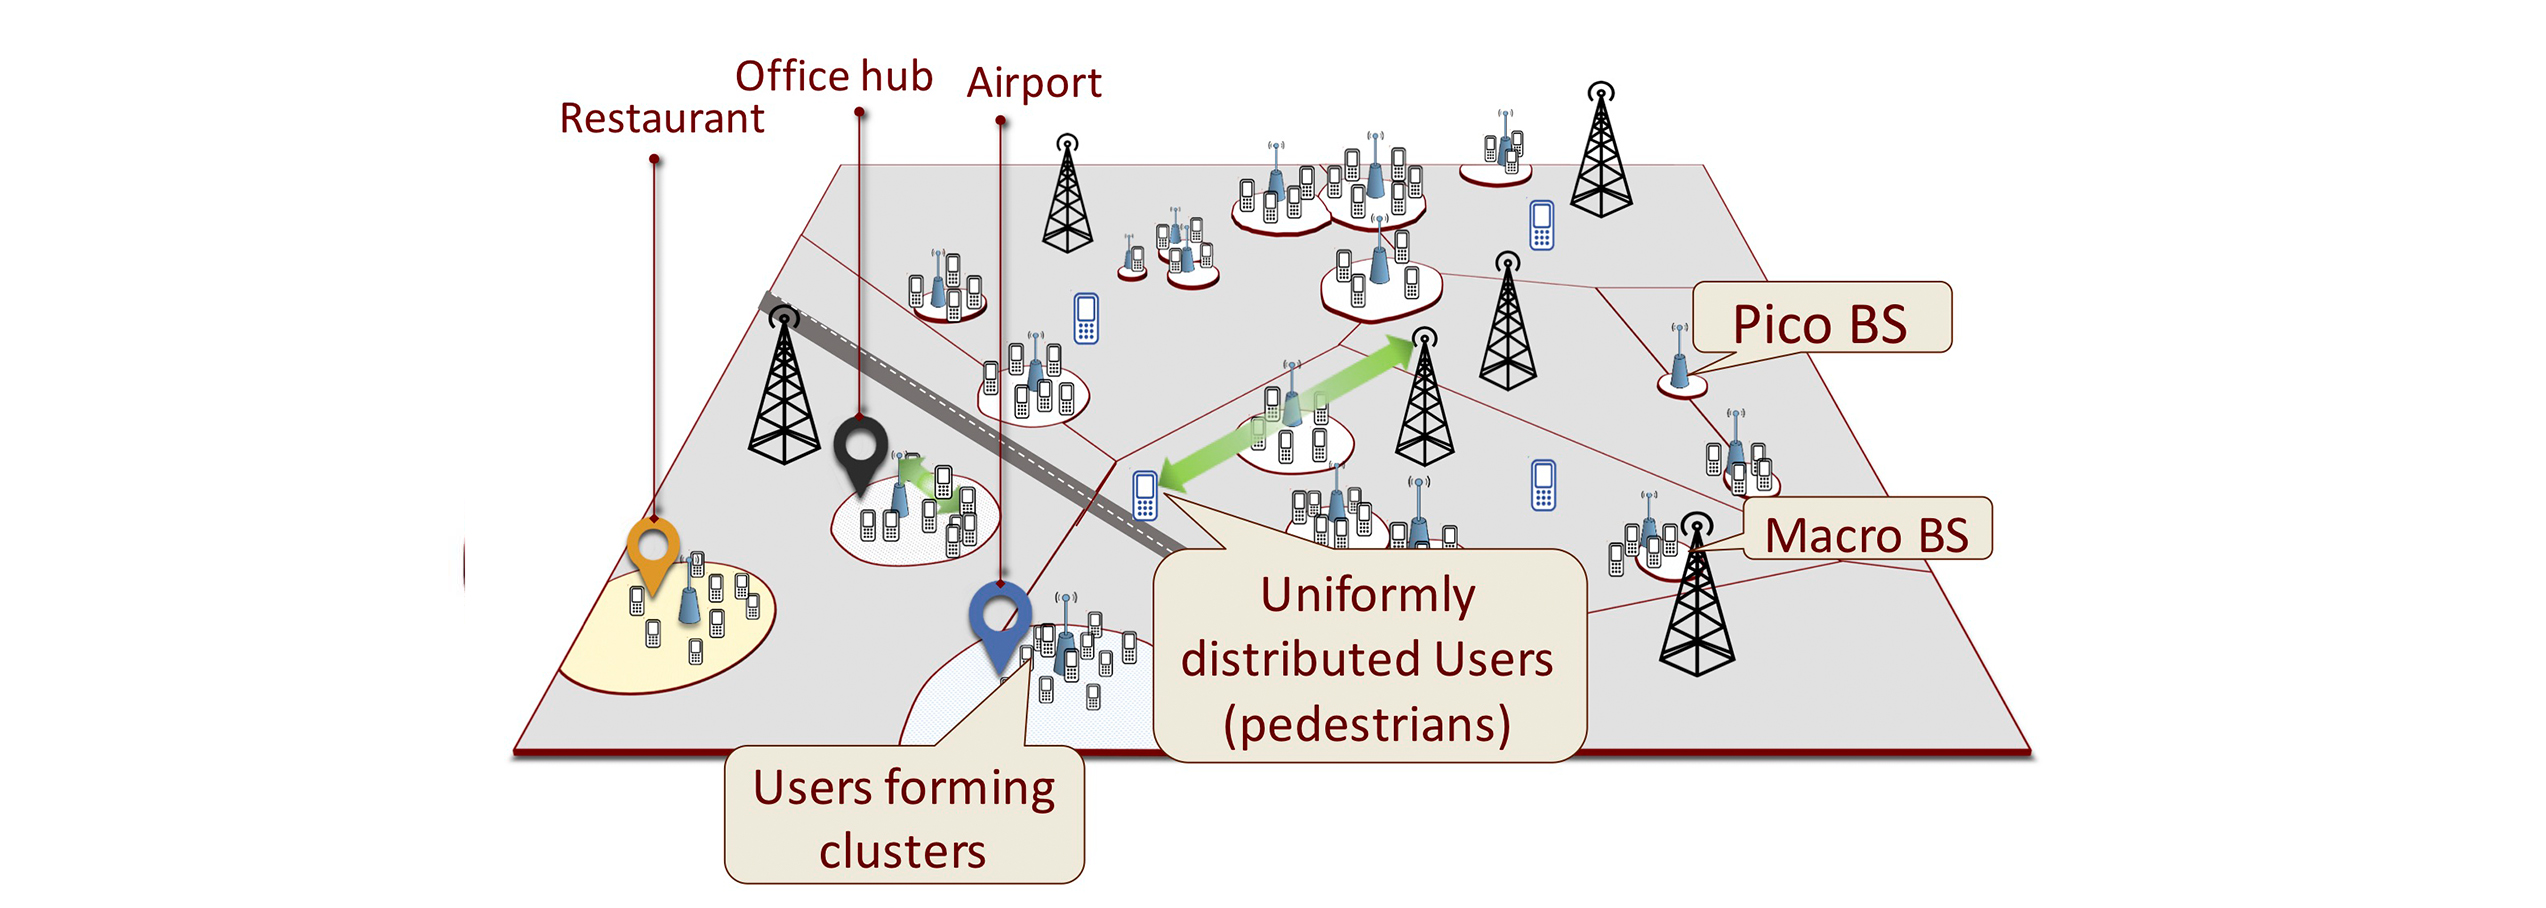 Office hub
Airport
Restaurant
Pico BS
Macro BS
Uniformly
distributed Users
(pedestrians)
Users forming
clusters